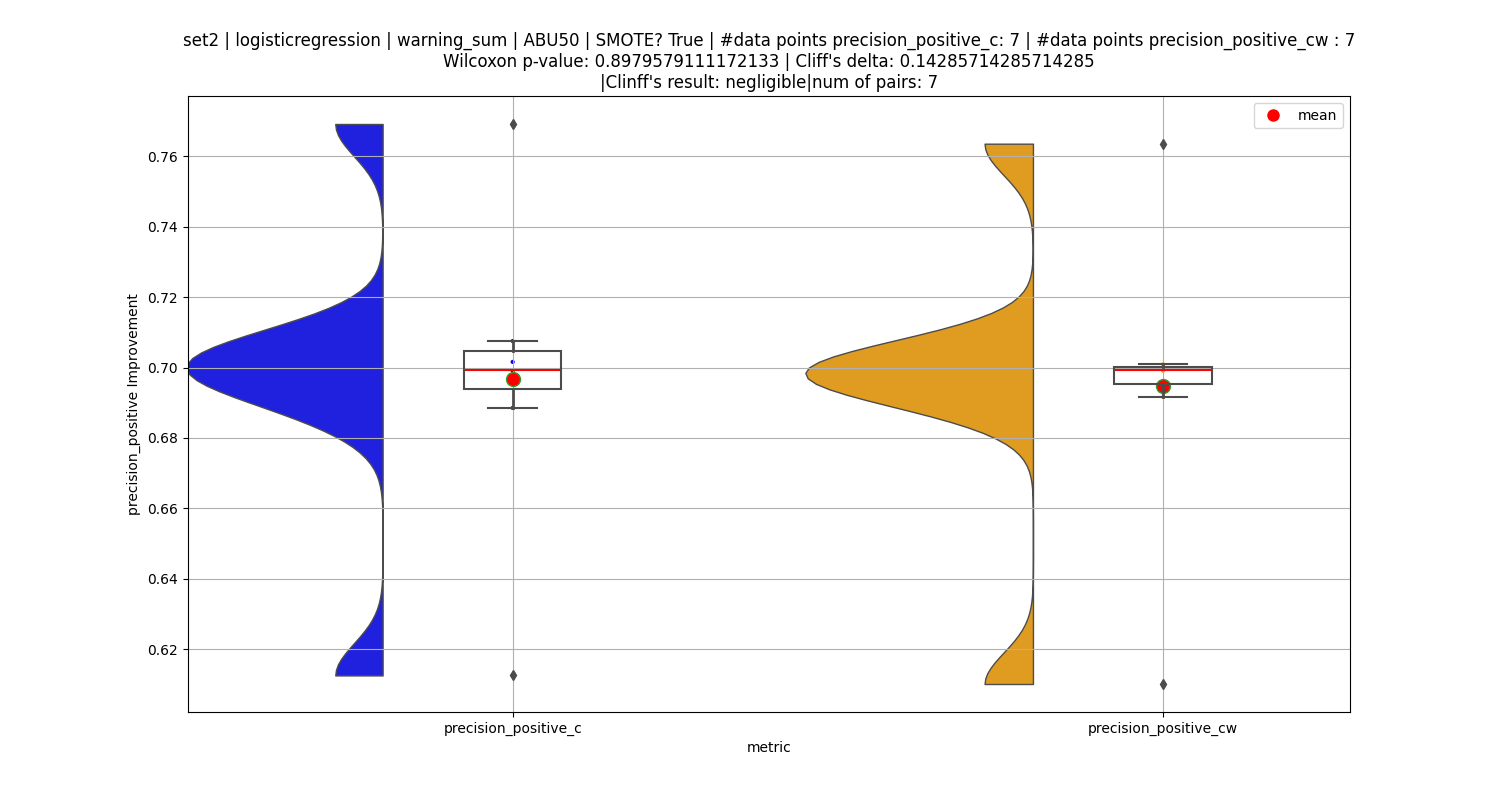 set2 | logisticregression | warning_sum | ABU50 | SMOTE? True | #data points precision_positive_c: 7 | #data points precision_positive_cw : 7
Wilcoxon p-value: 0.8979579111172133 | Cliff's delta: 0.14285714285714285
|Clinff's result: negligible|num of pairs: 7
mean
precision_positive Improvement
0.76
0.74
0.72
0.70
0.68
0.66
0.64
0.62
precision_positive_c
precision_positive_cw
metric